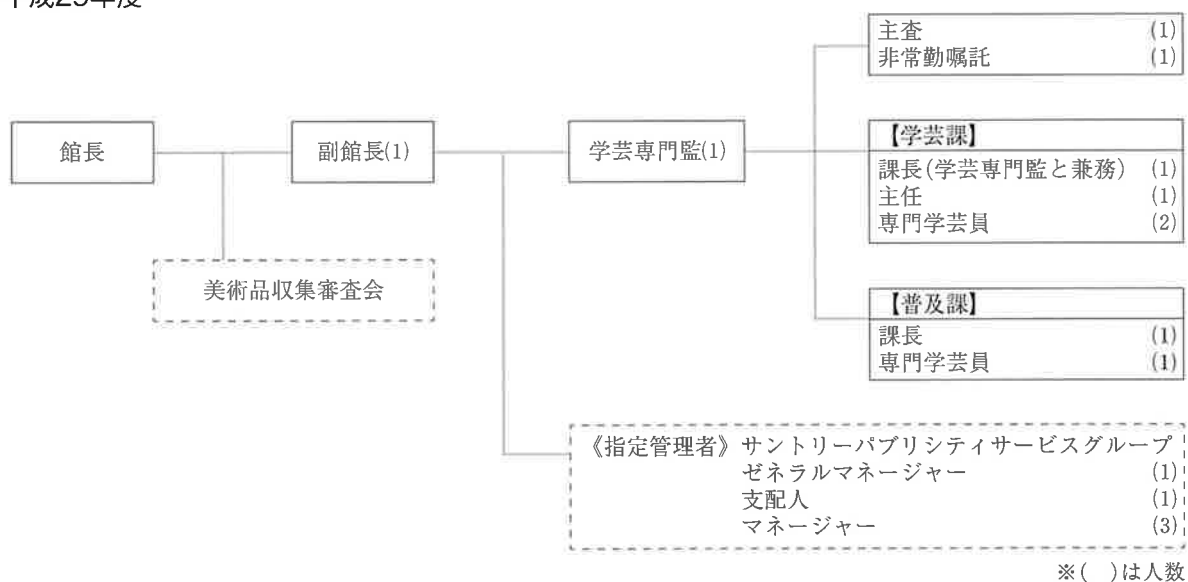 平成25年度
主査 (1)
非常勤嘱託 (1)
館長
副館長(1)
学芸専門監(1)
【学芸課】
課長(学芸専門監と兼務) (1)
主任 (1)
専門学芸員 (2)
美術品収集審査会
【普及課】
課長 (1)
専門学芸員 (1)
《指定管理者》サントリーパブリシティサービスグループ
ゼネラルマネージャー (1)
支配人 (1)
マネージャー (3)
※( )は人数